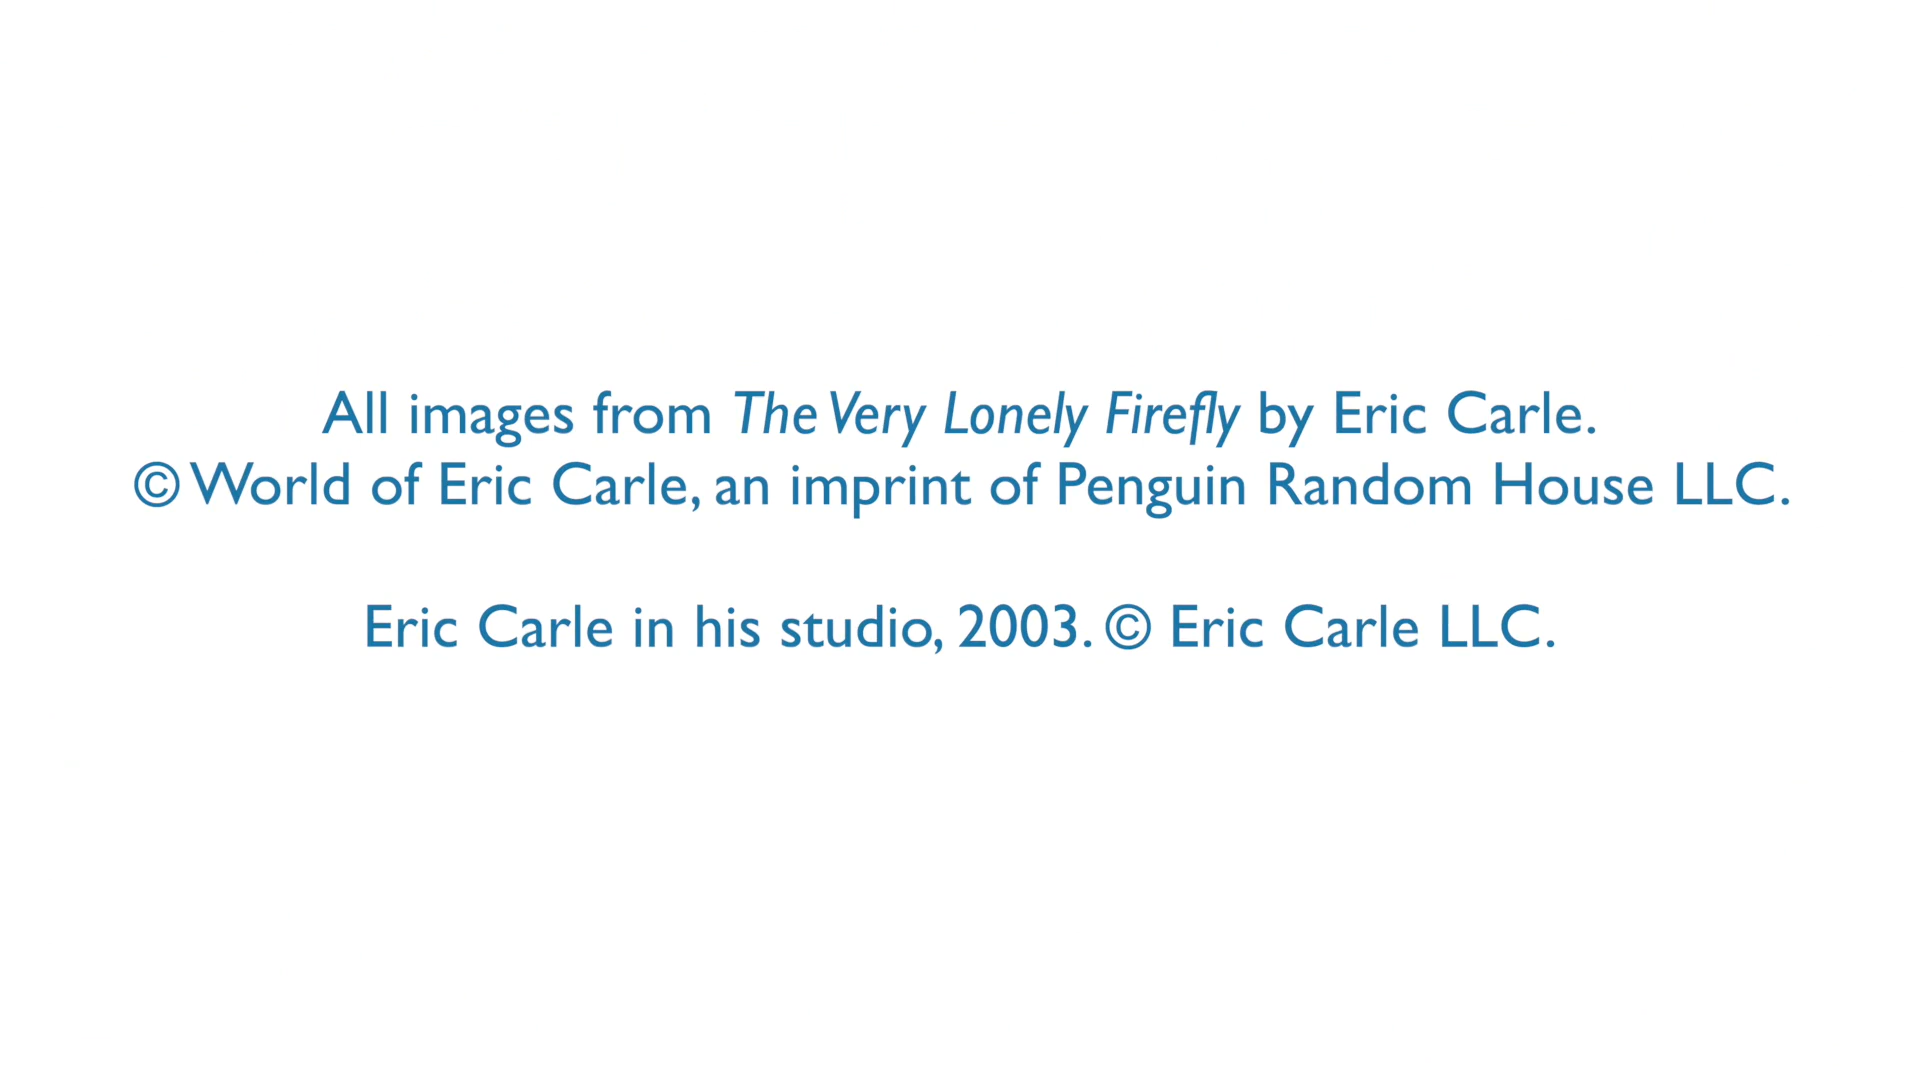 All images from The Very Lonely Firefly by Eric Carle.
© World of Eric Carle, an imprint of Penguin Random House LLC.
Eric Carle in his studio, 2003. © Eric Carle LLC.